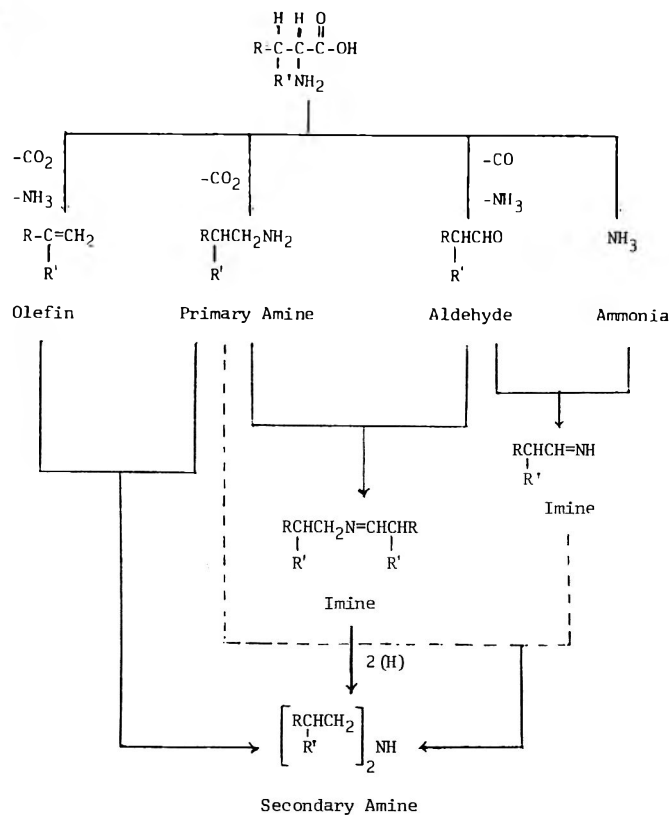 H H O
R-C-C-C-OH
R'NH2
-CO2
-NH3
-CO2
-CO
-NH3
R-C=CH2
R'
RCHCH2NH2
R'
RCHCHO
R'
NH3
Olefin Primary Amine Aldehyde Ammonia
RCHCH=NH
R'
Imine
RCHCH2N=CHCHR
R' R'
Imine
2(H)
[RCHCH2]2 NH
R'
Secondary Amine